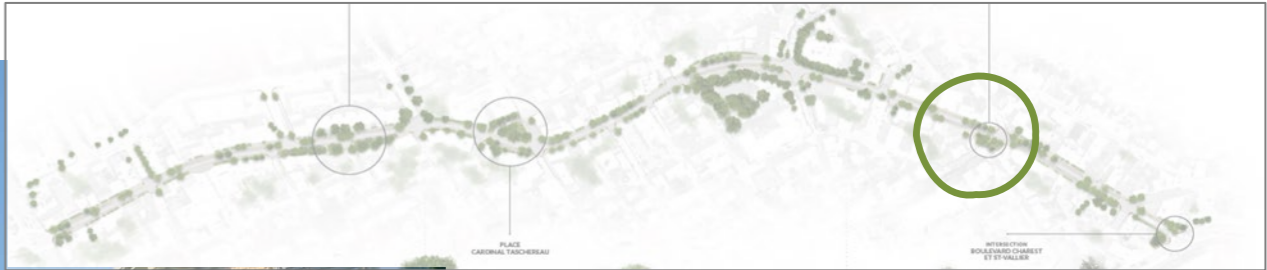 PLACE
CARDINAL TASCHEREAU
INTERSECTION
BOULEVARD CHAREST
ET ST-VALLIER